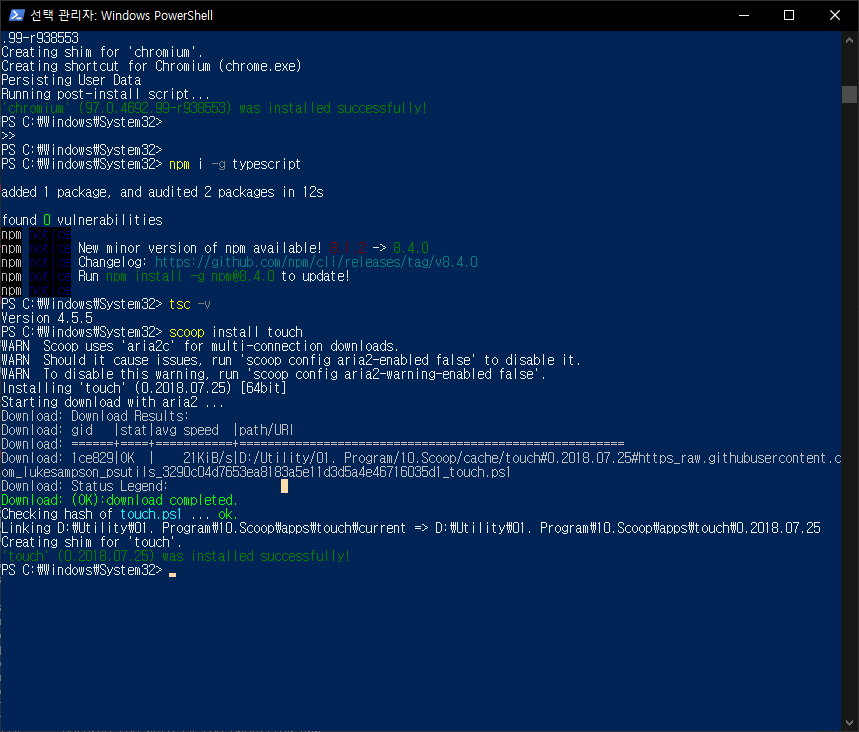 선택 관리자: Windows PowerShell
.99-r938553
Creating shim for 'chromium'.
Creating shortcut for Chromium (chrome.exe)
Persisting User Data
Running post-install script...
'chromium' (97.0.4692.99-r938553) was installed successfully!
PS C:₩Windows₩System32>
>>
PS C:₩Windows₩System32>
PS C:₩Windows₩System32> npm i -g typescript
added 1 package, and audited 2 packages in 12s
found 0 vulnerabilities
npm notice
npm notice New minor version of npm available! -> 8.4.0
npm notice Changelog: https://github.com/npm/cli/releases/tag/v8.4.0
npm notice Run npm install -g npm@8.4.0 to update!
npm notice
PS C:₩Windows₩System32> tsc -v
Version 4.5.5
PS C:₩Windows₩System32> scoop install touch
WARN  Scoop uses 'aria2c' for multi-connection downloads.
WARN  Should it cause issues, run 'scoop config aria2-enabled false' to disable it.
WARN  To disable this warning, run 'scoop config aria2-warning-enabled false'.
Installing 'touch' (0.2018.07.25) [64bit]
Starting download with aria2 ...
Download: Download Results:
Download: gid   |stat|avg speed  |path/URI
Download: ======+====+===========+=======================================================
Download: 1ce829|OK  |    21KiB/s|D:/Utility/01. Program/10.Scoop/cache/touch#0.2018.07.25#https_raw.githubusercontent.c
om_lukesampson_psutils_3290c04d7653ea8183a5e11d3d5a4e46716035d1_touch.ps1
Download: Status Legend:
Download: (OK):download completed.
Checking hash of touch.ps1 ... ok.
Linking D:₩Utility₩01. Program₩10.Scoop₩apps₩touch₩current => D:₩Utility₩01. Program₩10.Scoop₩apps₩touch₩0.2018.07.25
Creating shim for 'touch'.
'touch' (0.2018.07.25) was installed successfully!
PS C:₩Windows₩System32>